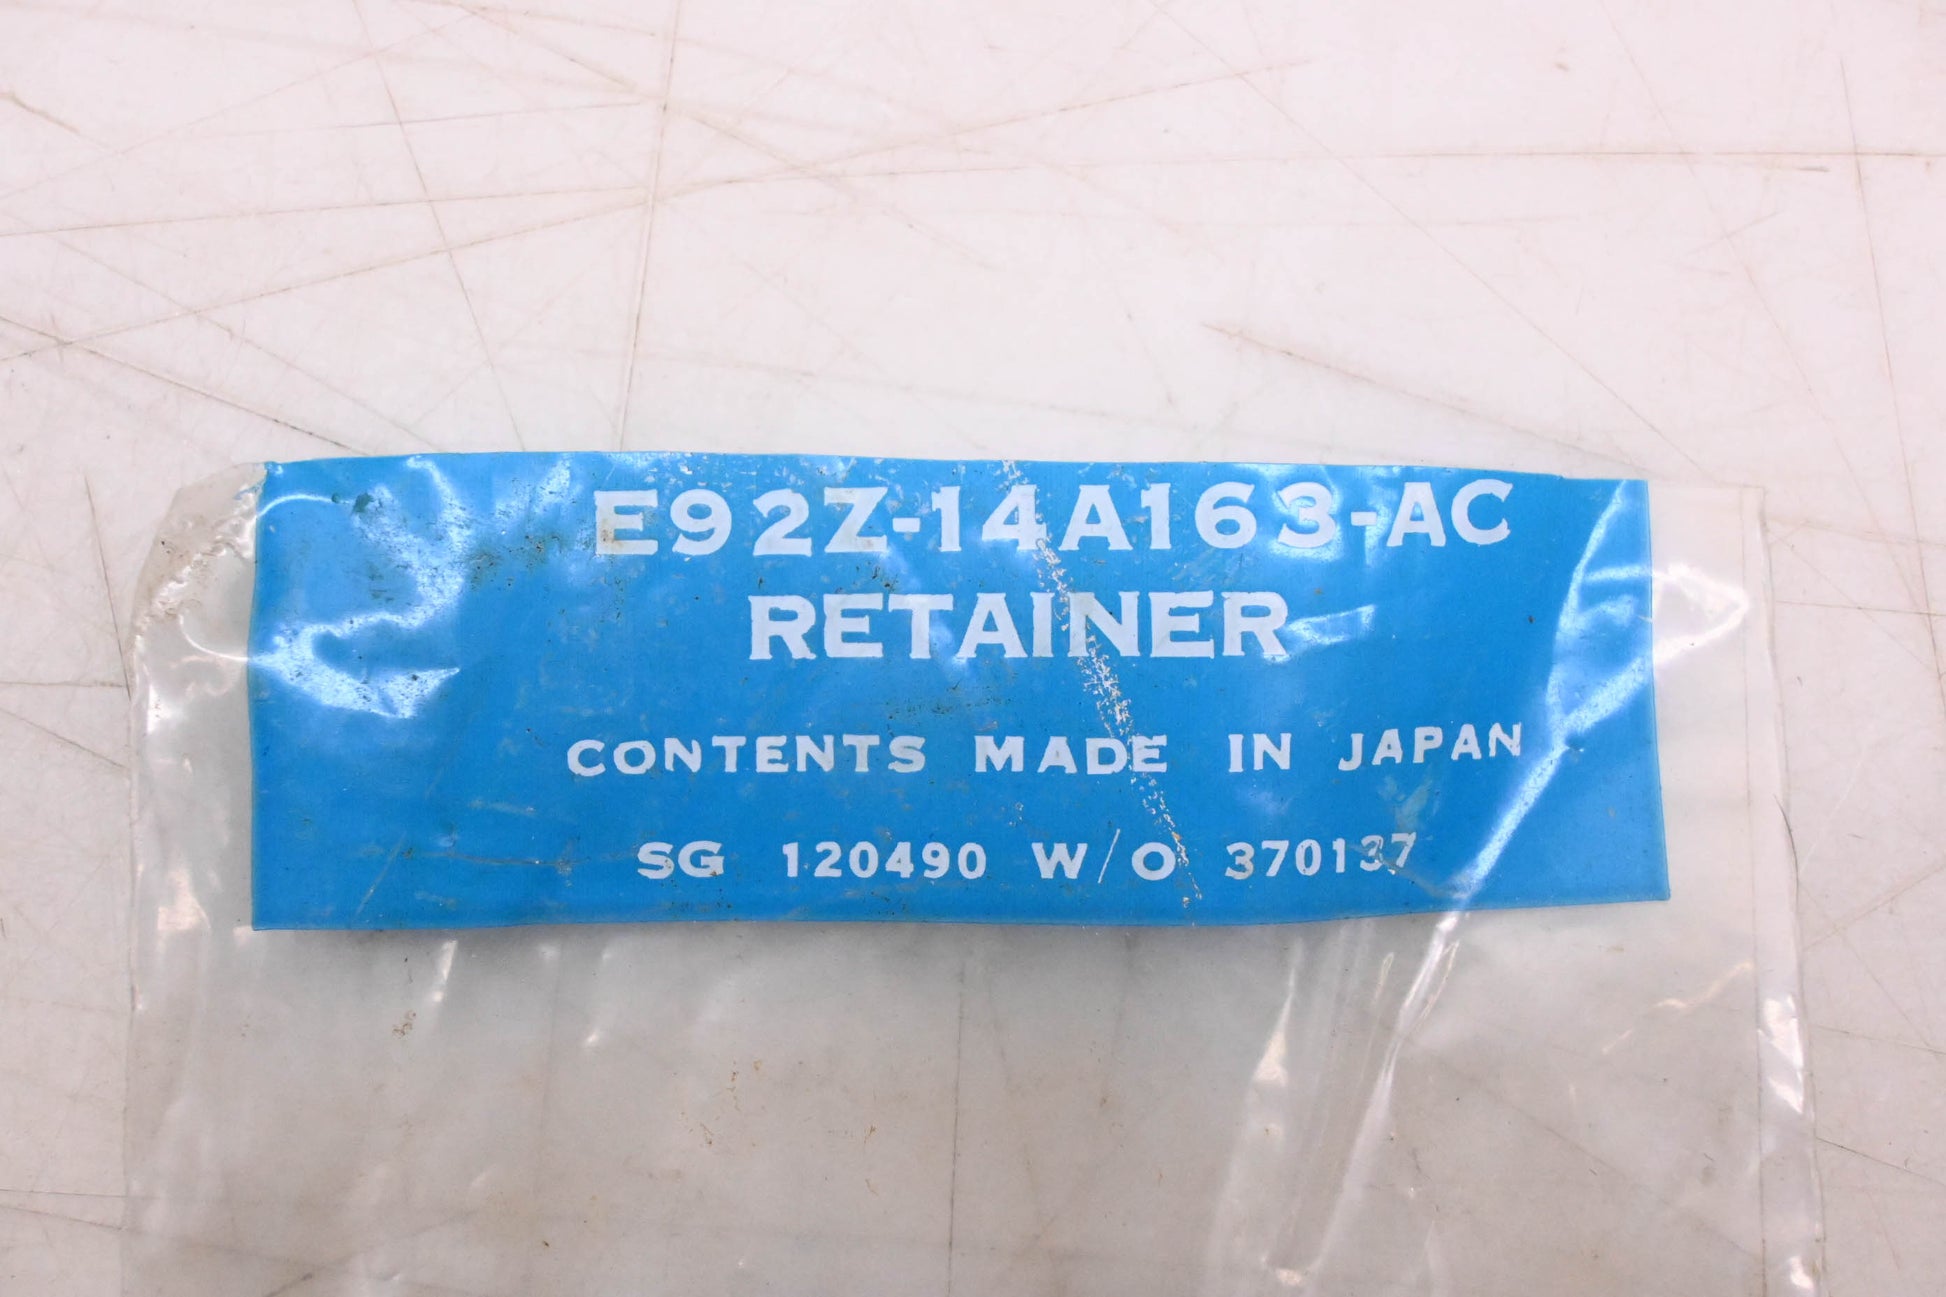 E92Z-14A163-AC
RETAINER
CONTENTS MADE IN JAPAN
SG 120490 W/O 370137